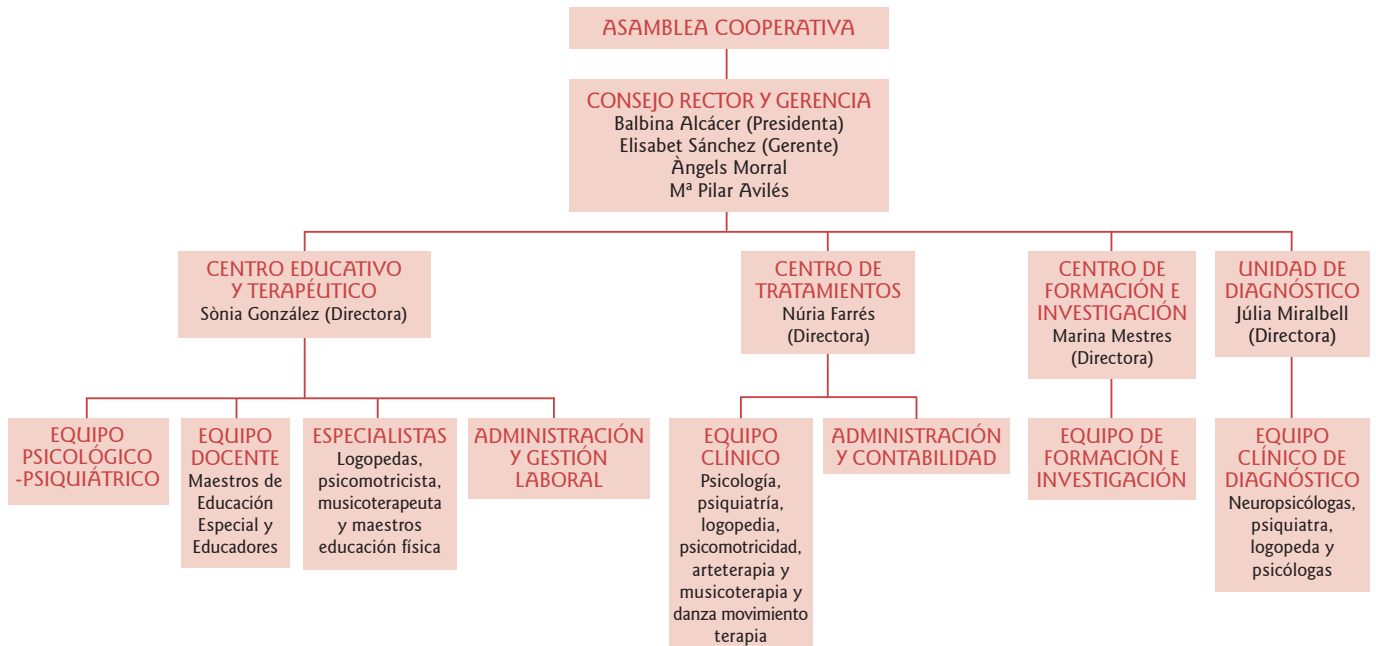 ASAMBLEA COOPERATIVA
CONSEJO RECTOR Y GERENCIA
Balbina Alcácer (Presidenta)
Elisabet Sánchez (Gerente)
Àngels Morral
Mª Pilar Avilés
CENTRO EDUCATIVO
Y TERAPÉUTICO
Sònia González (Directora)
CENTRO DE
TRATAMIENTOS
Núria Farrés
(Directora)
CENTRO DE
FORMACIÓN E
INVESTIGACIÓN
Marina Mestres
(Directora)
UNIDAD DE
DIAGNÓSTICO
Júlia Miralbell
(Directora)
EQUIPO
PSICOLÓGICO
-PSIQUIÁTRICO
EQUIPO
DOCENTE
Maestros de
Educación
Especial y
Educadores
ESPECIALISTAS
Logopedas,
psicomotricista,
musicoterapeuta
y maestros
educación física
ADMINISTRACIÓN
Y GESTIÓN
LABORAL
EQUIPO
CLÍNICO
Psicología,
psiquiatría,
logopedia,
psicomotricidad,
arteterapia y
musicoterapia y
danza movimiento
terapia
ADMINISTRACIÓN
Y CONTABILIDAD
EQUIPO DE
FORMACIÓN E
INVESTIGACIÓN
EQUIPO
CLÍNICO DE
DIAGNÓSTICO
Neuropsicólogas,
psiquiatra,
logopeda y
psicólogas